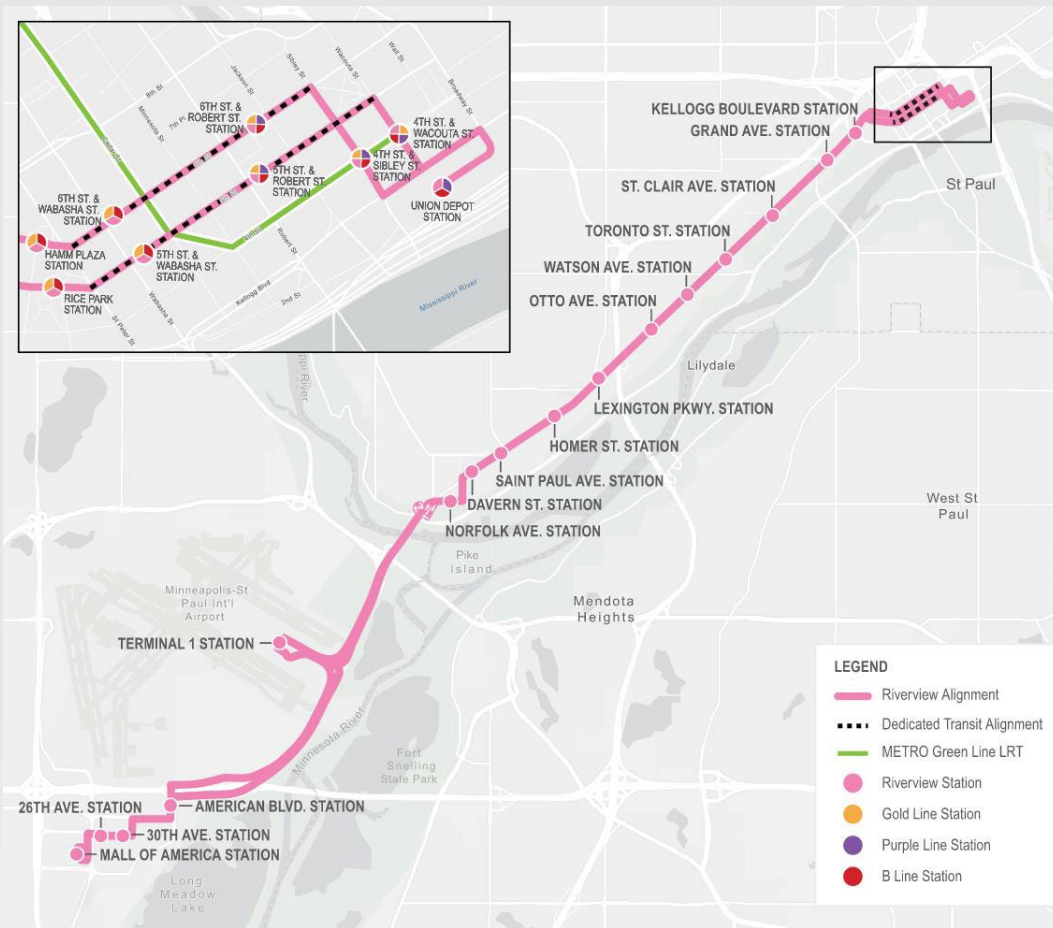 8th St
7th Pl
Minnesota St
Jackson St
Sibley St
Wacouta St
Wall St
Broadway St
Cedar St
6TH ST. &
ROBERT ST.
STATION
4TH ST. &
WACOUTA ST.
STATION
4TH ST. &
SIBLEY ST.
STATION
5TH ST. &
ROBERT ST.
STATION
UNION DEPOT
STATION
6TH ST. &
WABASHA ST.
STATION
HAMM PLAZA
STATION
5TH ST. &
WABASHA ST.
STATION
RICE PARK
STATION
Robert St
Kellogg Blvd
2nd St
Wabasha St
St Peter St
Mississippi River
KELLOGG BOULEVARD STATION
GRAND AVE. STATION
St Paul
ST. CLAIR AVE. STATION
TORONTO ST. STATION
WATSON AVE. STATION
OTTO AVE. STATION
Lilydale
ppi River
LEXINGTON PKWY. STATION
HOMER ST. STATION
SAINT PAUL AVE. STATION
DAVERN ST. STATION
NORFOLK AVE. STATION
West St
Paul
Pike
Island
Minneapolis-St
Paul Int'l
Airport
Mendota
Heights
TERMINAL 1 STATION
Minnesota River
Fort
Snelling
State Park
26TH AVE. STATION
AMERICAN BLVD. STATION
30TH AVE. STATION
MALL OF AMERICA STATION
Long
Meadow
Lake
LEGEND
Riverview Alignment
Dedicated Transit Alignment
METRO Green Line LRT
Riverview Station
Gold Line Station
Purple Line Station
B Line Station